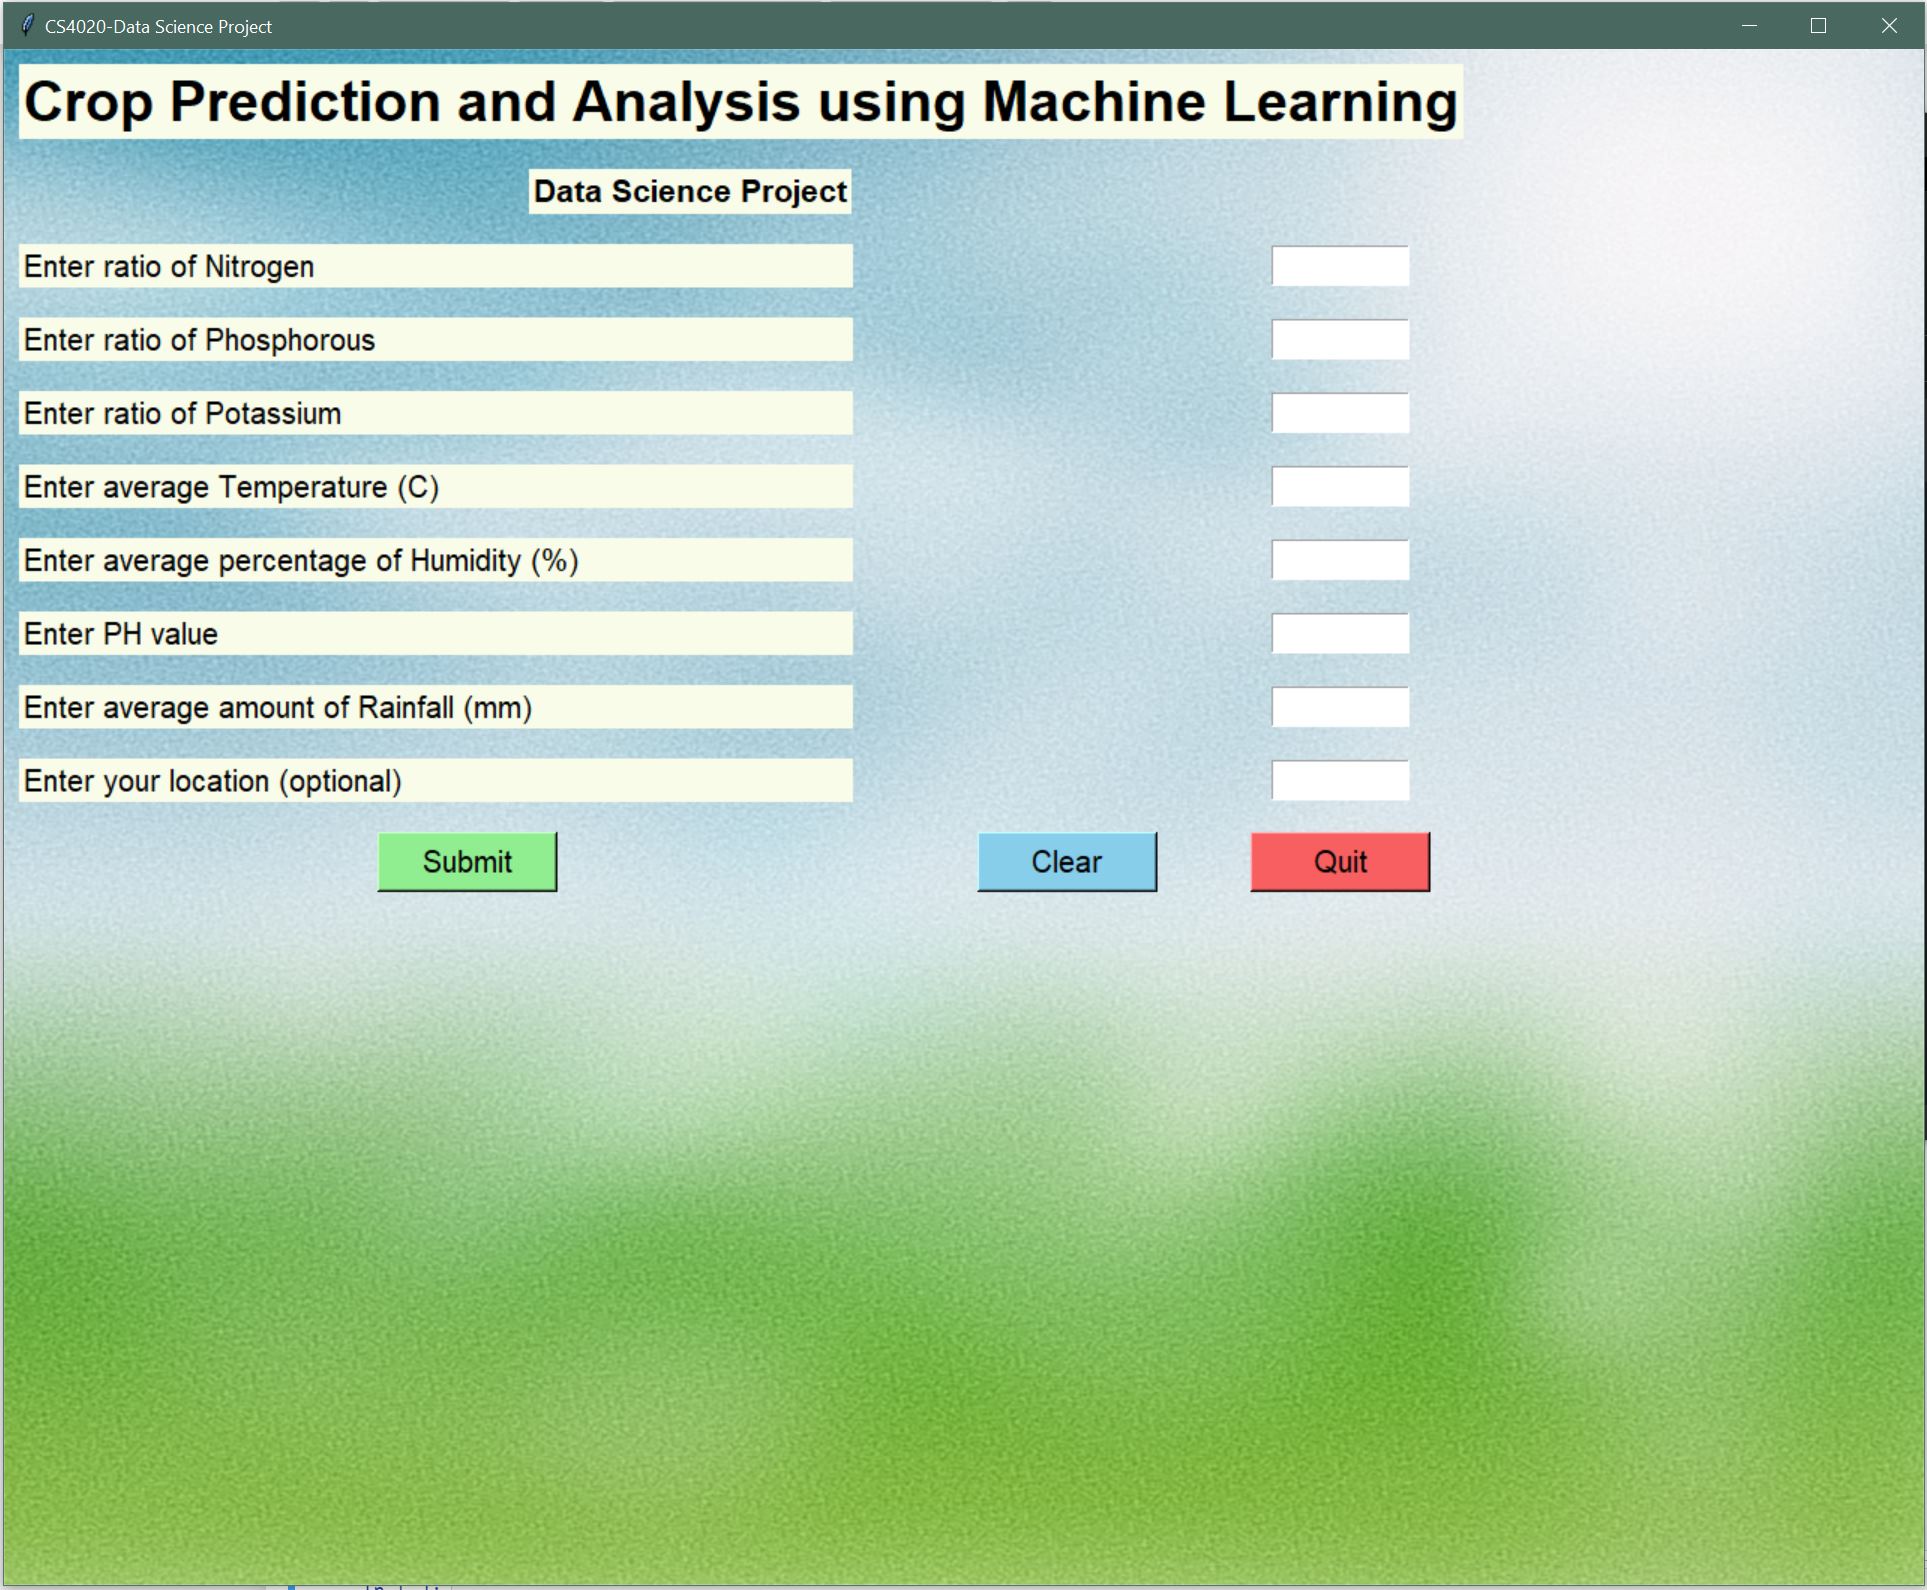 CS4020-Data Science Project
Crop Prediction and Analysis using Machine Learning
Data Science Project
Enter ratio of Nitrogen
Enter ratio of Phosphorous
Enter ratio of Potassium
Enter average Temperature (C)
Enter average percentage of Humidity (%)
Enter PH value
Enter average amount of Rainfall (mm)
Enter your location (optional)
Submit Clear Quit